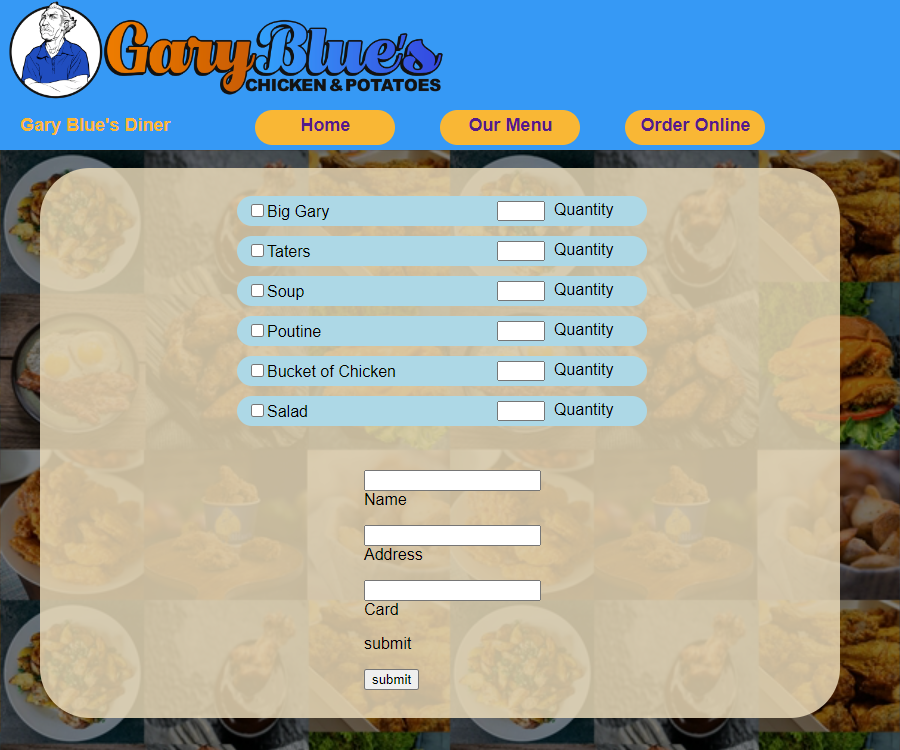 Gary Blue's
CHICKEN & POTATOES
Gary Blue's Diner Home Our Menu Order Online
Big Gary Quantity
Taters Quantity
Soup Quantity
Poutine Quantity
Bucket of Chicken Quantity
Salad Quantity
Name
Address
Card
submit
submit